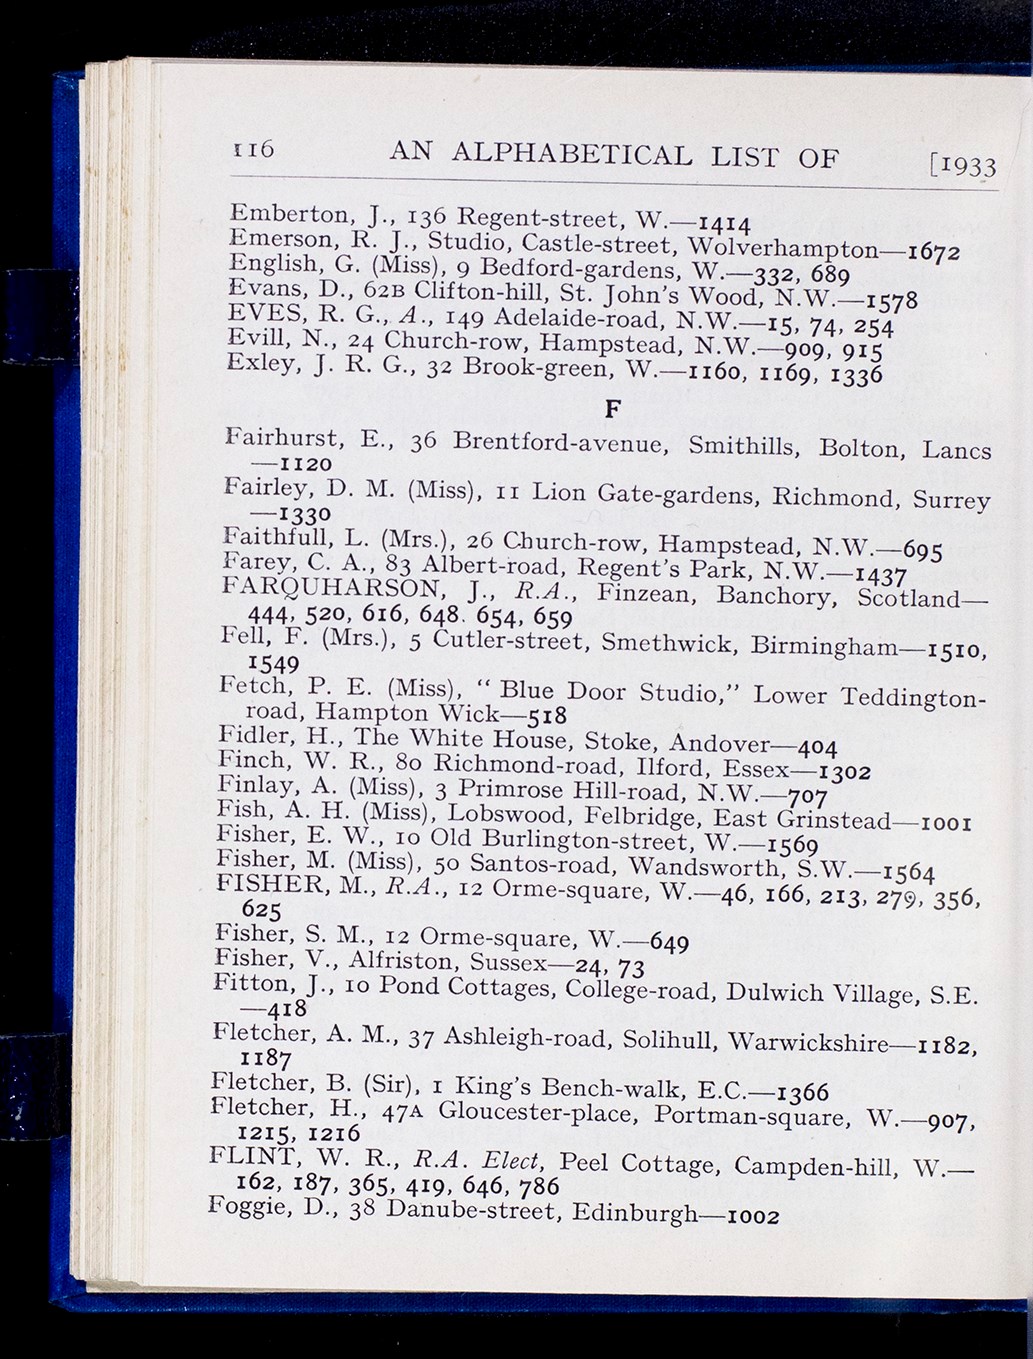 116 AN ALPHABETICAL LIST OF [1933
Emberton, J., 136 Regent-street, W.—1414
Emerson, R. J., Studio, Castle-street, Wolverhampton—1672
English, G. (Miss), 9 Bedford-gardens, W.—332, 689
Evans, D., 62B Clifton-hill, St. John's Wood, N.W.—1578
EVES, R. G., A., 149 Adelaide-road, N.W.—15, 74, 254
Evill, N., 24 Church-row, Hampstead, N.W.—909, 915
Exley, J. R. G., 32 Brook-green, W.—1160, 1169, 1336
F
Fairhurst, E., 36 Brentford-avenue, Smithills, Bolton, Lancs
—1120
Fairley, D. M. (Miss), 11 Lion Gate-gardens, Richmond, Surrey
—1330
Faithfull, L. (Mrs.), 26 Church-row, Hampstead, N.W.—695
Farey, C. A., 83 Albert-road, Regent's Park, N.W.—1437
FARQUHARSON, J., R.A., Finzean, Banchory, Scotland—
444, 520, 616, 648. 654, 659
Fell, F. (Mrs.), 5 Cutler-street, Smethwick, Birmingham—1510,
1549
Fetch, P. E. (Miss), “ Blue Door Studio,” Lower Teddington-
road, Hampton Wick—518
Fidler, H., The White House, Stoke, Andover—404
Finch, W. R., 80 Richmond-road, Ilford, Essex—1302
Finlay, A. (Miss), 3 Primrose Hill-road, N.W.—707
Fish, A. H. (Miss), Lobswood, Felbridge, East Grinstead—1001
Fisher, E. W., 10 Old Burlington-street, W.—1569
Fisher, M. (Miss), 50 Santos-road, Wandsworth, S.W.—1564
FISHER, M., R.A., 12 Orme-square, W.—46, 166, 213, 279, 356,
625
Fisher, S. M., 12 Orme-square, W.—649
Fisher, V., Alfriston, Sussex—24, 73
Fitton, J., 10 Pond Cottages, College-road, Dulwich Village, S.E.
—418
Fletcher, A. M., 37 Ashleigh-road, Solihull, Warwickshire—1182,
1187
Fletcher, B. (Sir), 1 King's Bench-walk, E.C.—1366
Fletcher, H., 47A Gloucester-place, Portman-square, W.—907,
1215, 1216
FLINT, W. R., R.A. Elect, Peel Cottage, Campden-hill, W.—
162, 187, 365, 419, 646, 786
Foggie, D., 38 Danube-street, Edinburgh—1002